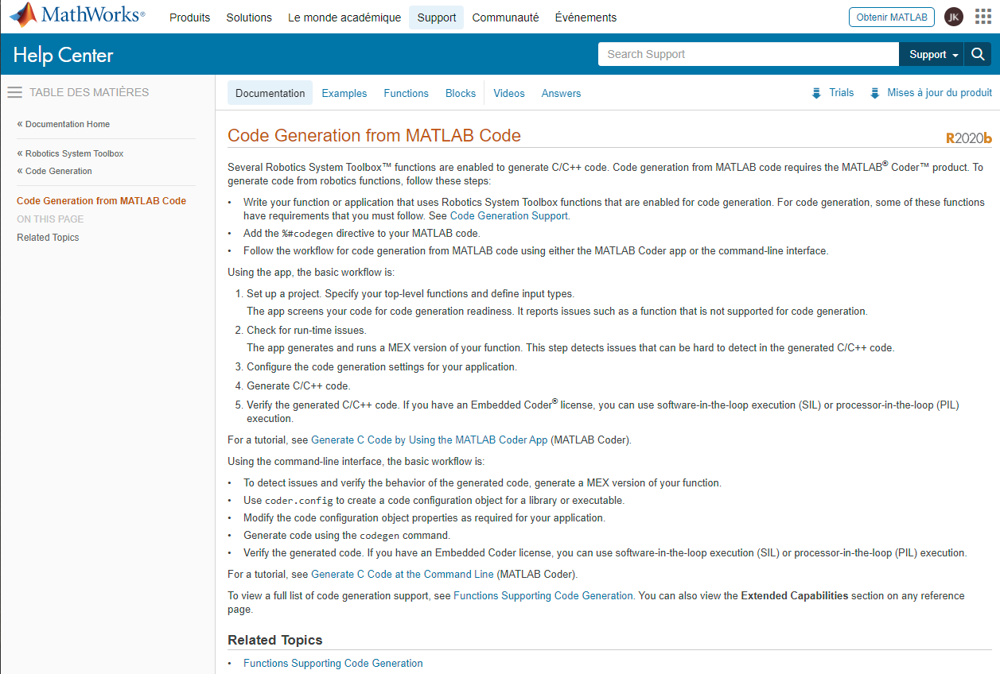 MathWorks®
Produits Solutions Le monde académique Support Communauté Événements
Obtenir MATLAB JK
Help Center
Search Support
Support
TABLE DES MATIÈRES
« Documentation Home
« Robotics System Toolbox
« Code Generation
Code Generation from MATLAB Code
ON THIS PAGE
Related Topics
Documentation Examples Functions Blocks Videos Answers
Trials Mises à jour du produit
Code Generation from MATLAB Code
R2020b
Several Robotics System Toolbox™ functions are enabled to generate C/C++ code. Code generation from MATLAB code requires the MATLAB® Coder™ product. To
generate code from robotics functions, follow these steps:
• Write your function or application that uses Robotics System Toolbox functions that are enabled for code generation. For code generation, some of these functions
have requirements that you must follow. See Code Generation Support.
• Add the %#codegen directive to your MATLAB code.
• Follow the workflow for code generation from MATLAB code using either the MATLAB Coder app or the command-line interface.
Using the app, the basic workflow is:
1. Set up a project. Specify your top-level functions and define input types.
The app screens your code for code generation readiness. It reports issues such as a function that is not supported for code generation.
2. Check for run-time issues.
The app generates and runs a MEX version of your function. This step detects issues that can be hard to detect in the generated C/C++ code.
3. Configure the code generation settings for your application.
4. Generate C/C++ code.
5. Verify the generated C/C++ code. If you have an Embedded Coder® license, you can use software-in-the-loop execution (SIL) or processor-in-the-loop (PIL)
execution.
For a tutorial, see Generate C Code by Using the MATLAB Coder App (MATLAB Coder).
Using the command-line interface, the basic workflow is:
• To detect issues and verify the behavior of the generated code, generate a MEX version of your function.
• Use coder.config to create a code configuration object for a library or executable.
• Modify the code configuration object properties as required for your application.
• Generate code using the codegen command.
• Verify the generated code. If you have an Embedded Coder license, you can use software-in-the-loop execution (SIL) or processor-in-the-loop (PIL) execution.
For a tutorial, see Generate C Code at the Command Line (MATLAB Coder).
To view a full list of code generation support, see Functions Supporting Code Generation. You can also view the Extended Capabilities section on any reference
page.
Related Topics
• Functions Supporting Code Generation